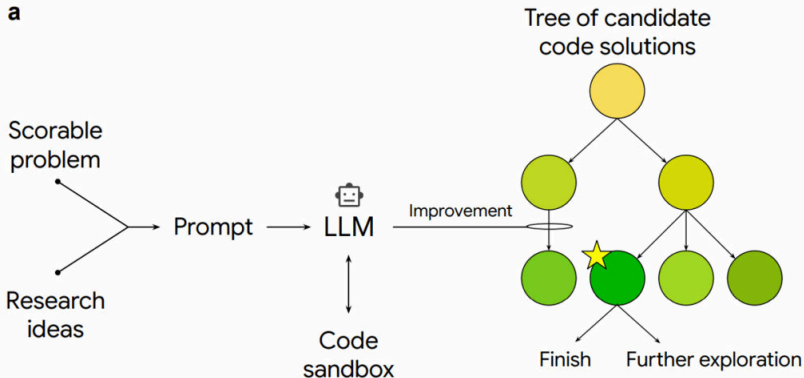 a
Tree of candidate
code solutions
Scorable
problem
Improvement
Prompt
LLM
Research
ideas
Code
sandbox
Finish
Further exploration